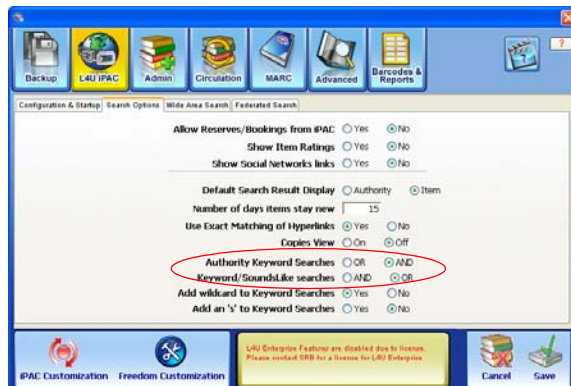 Backup L4U iPAC Admin Circulation MARC Advanced Barcodes & Reports ?
Configuration & Startup Search Options Wide Area Search Federated Search
Allow Reserves/Bookings from iPAC Yes No
Show Item Ratings Yes No
Show Social Networks links Yes No
Default Search Result Display Authority Item
Number of days items stay new 15
Use Exact Matching of Hyperlinks Yes No
Copies View On Off
Authority Keyword Searches OR AND
Keyword/SoundsLike searches AND OR
Add wildcard to Keyword Searches Yes No
Add an 's' to Keyword Searches Yes No
L4U Enterprise Features are disabled due to license.
Please contact SRB for a license for L4U Enterprise
iPAC Customization Freedom Customization Cancel Save